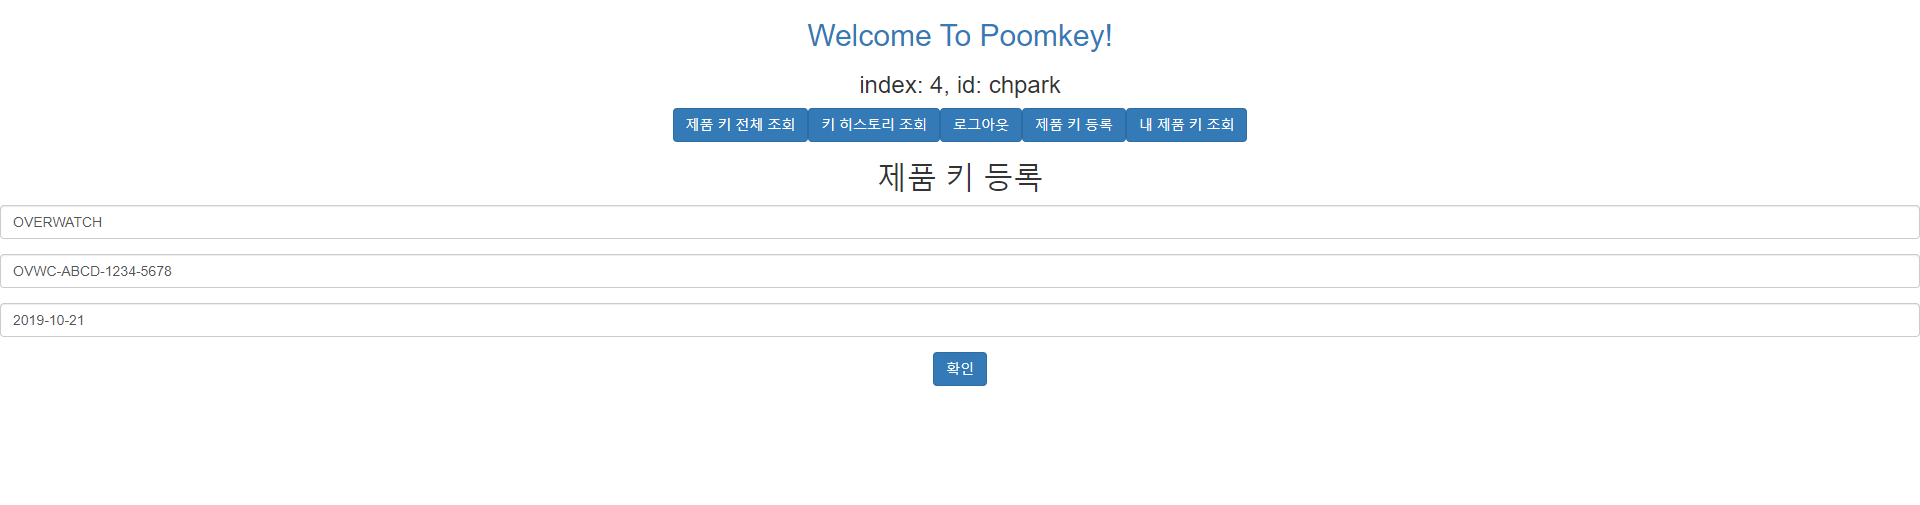 Welcome To Poomkey!
index: 4, id: chpark
제품 키 전체 조회 키 히스토리 조회 로그아웃 제품 키 등록 내 제품 키 조회
제품 키 등록
OVERWATCH
OVWC-ABCD-1234-5678
2019-10-21
확인